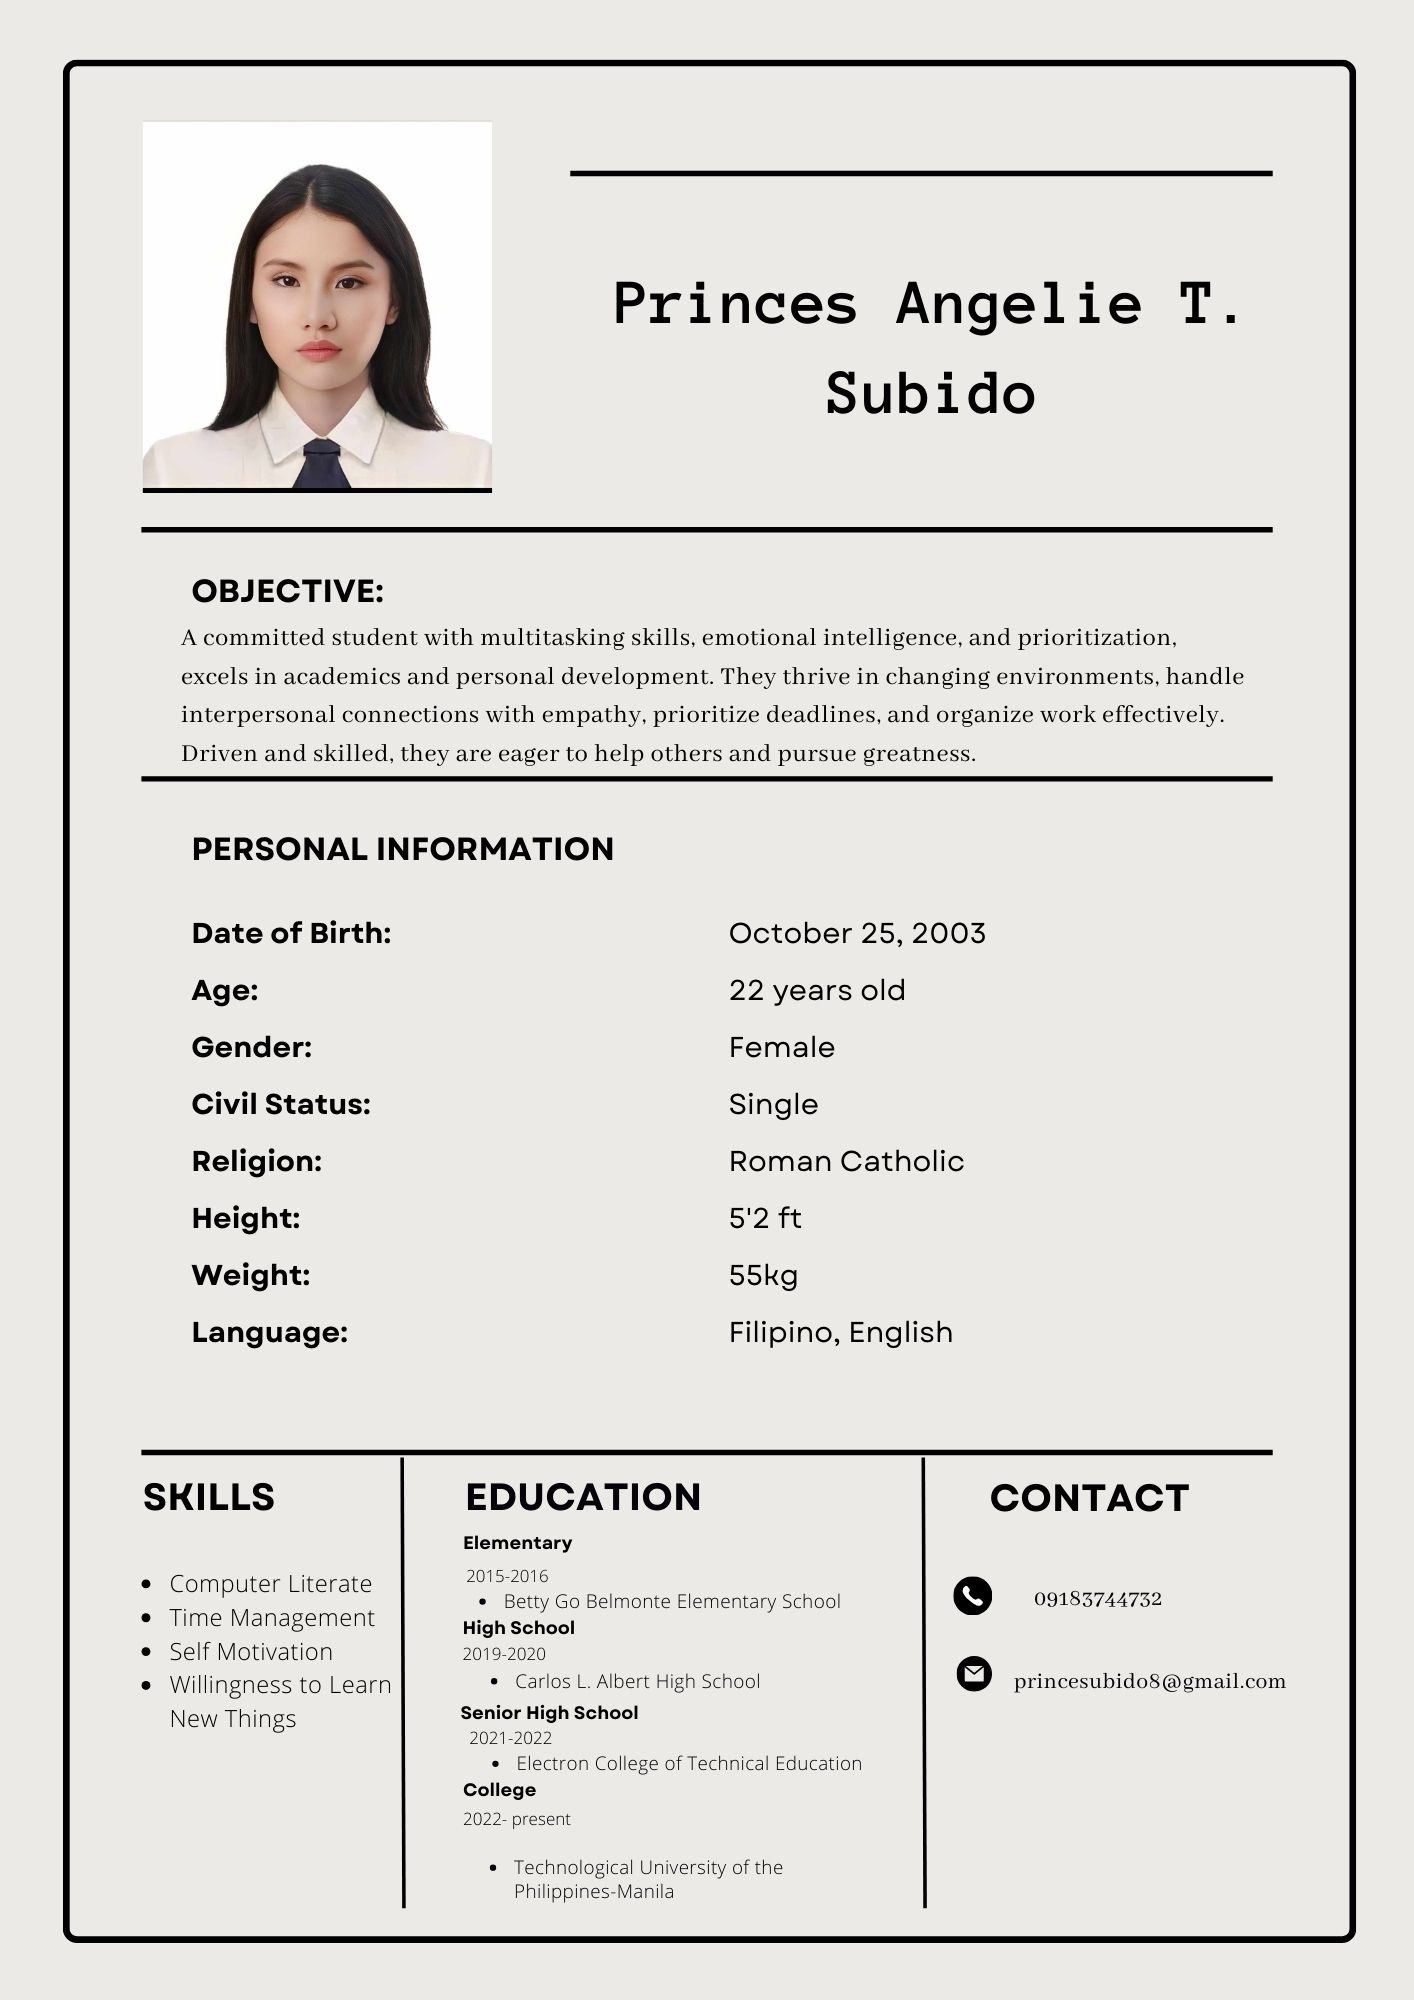 Princes Angelie T.
Subido
OBJECTIVE:
A committed student with multitasking skills, emotional intelligence, and prioritization,
excels in academics and personal development. They thrive in changing environments, handle
interpersonal connections with empathy, prioritize deadlines, and organize work effectively.
Driven and skilled, they are eager to help others and pursue greatness.
PERSONAL INFORMATION
Date of Birth: October 25, 2003
Age: 22 years old
Gender: Female
Civil Status: Single
Religion: Roman Catholic
Height: 5'2 ft
Weight: 55kg
Language: Filipino, English
SKILLS
• Computer Literate
• Time Management
• Self Motivation
• Willingness to Learn
New Things
EDUCATION
Elementary
2015-2016
• Betty Go Belmonte Elementary School
High School
2019-2020
• Carlos L. Albert High School
Senior High School
2021-2022
• Electron College of Technical Education
College
2022- present
• Technological University of the
Philippines-Manila
CONTACT
09183744732
princesubido8@gmail.com